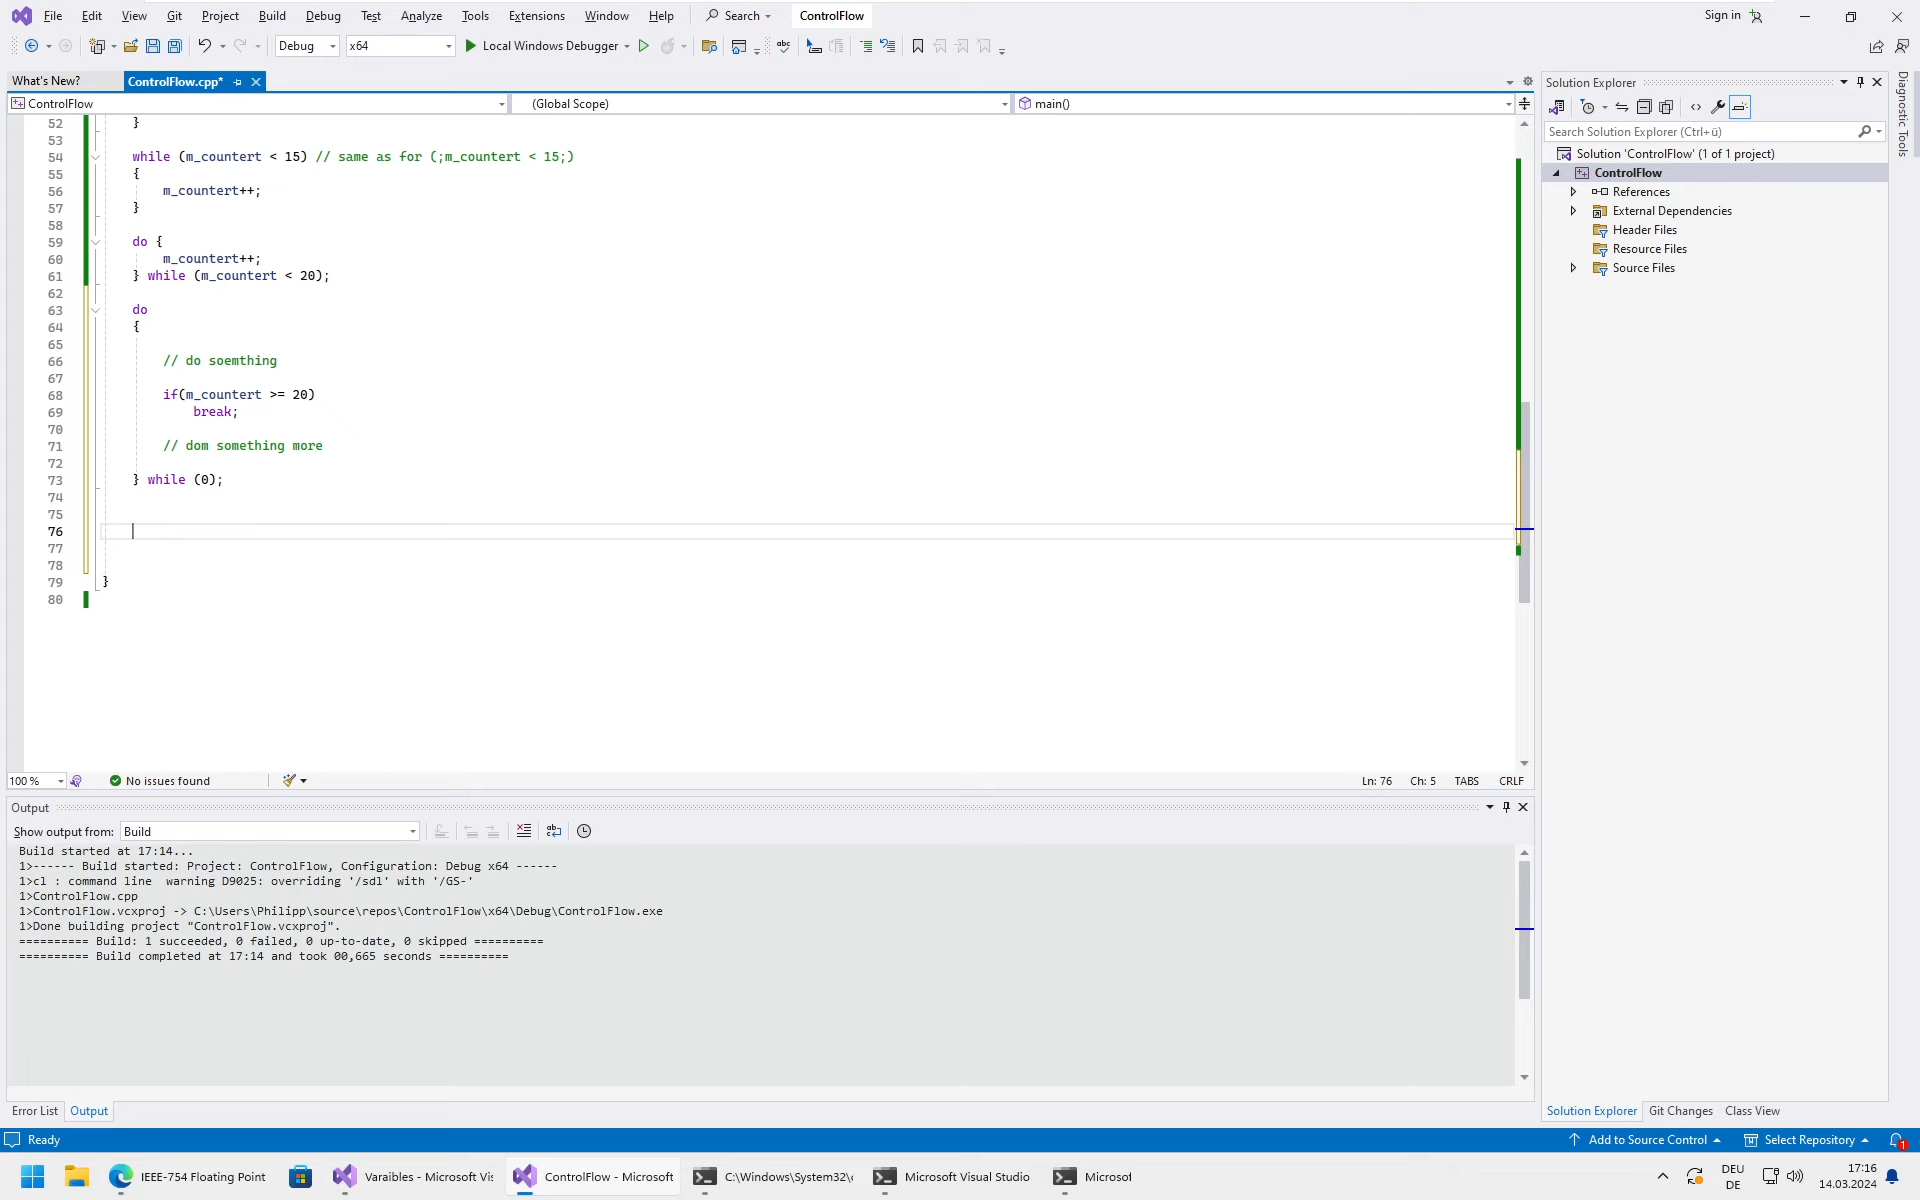 File Edit View Git Project Build Debug Test Analyze Tools Extensions Window Help Search ControlFlow Sign in
Debug x64 Local Windows Debugger
What's New? ControlFlow.cpp*
ControlFlow (Global Scope) main()
52 }
53
54 while (m_countert < 15) // same as for (;m_countert < 15;)
55 {
56 m_countert++;
57 }
58
59 do {
60 m_countert++;
61 } while (m_countert < 20);
62
63 do
64 {
65
66 // do soemthing
67
68 if(m_countert >= 20)
69 break;
70
71 // dom something more
72
73 } while (0);
74
75
76
77
78
79 }
80
100 % No issues found Ln: 76 Ch: 5 TABS CRLF
Output
Show output from: Build
Build started at 17:14...
1>------ Build started: Project: ControlFlow, Configuration: Debug x64 ------
1>cl : command line  warning D9025: overriding '/sdl' with '/GS-'
1>ControlFlow.cpp
1>ControlFlow.vcxproj -> C:\Users\Philipp\source\repos\ControlFlow\x64\Debug\ControlFlow.exe
1>Done building project "ControlFlow.vcxproj".
========== Build: 1 succeeded, 0 failed, 0 up-to-date, 0 skipped ==========
========== Build completed at 17:14 and took 00,665 seconds ==========
Error List Output
Solution Explorer
Search Solution Explorer (Ctrl+ü)
Solution 'ControlFlow' (1 of 1 project)
ControlFlow
References
External Dependencies
Header Files
Resource Files
Source Files
Solution Explorer Git Changes Class View
Diagnostic Tools
Ready Add to Source Control Select Repository 1
IEEE-754 Floating Point Varaibles - Microsoft Vis ControlFlow - Microsoft C:\Windows\System32\ Microsoft Visual Studio Microsof
DEU
DE
17:16
14.03.2024